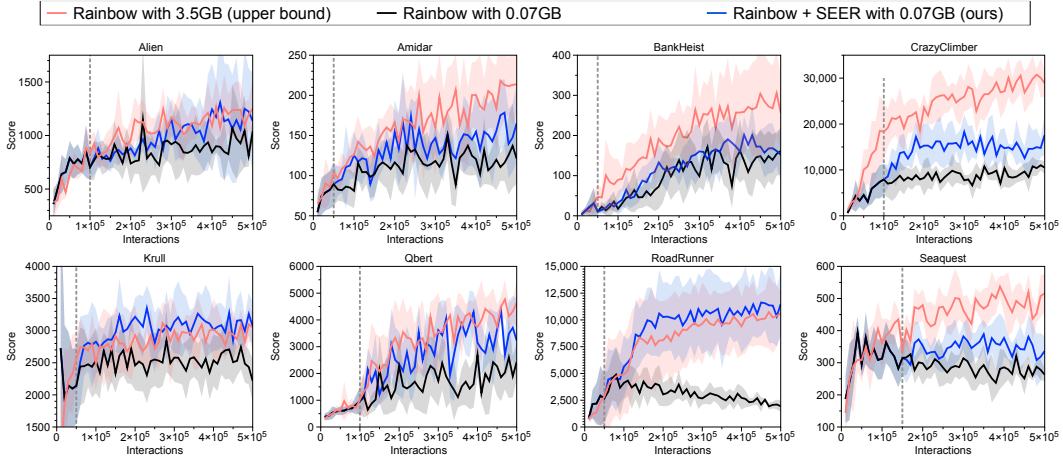 Rainbow with 3.5GB (upper bound) Rainbow with 0.07GB Rainbow + SEER with 0.07GB (ours)
Alien Amidar BankHeist CrazyClimber
Score
1500
1000
500
0 1×10⁵ 2×10⁵ 3×10⁵ 4×10⁵ 5×10⁵
Interactions
Score
250
200
150
100
50
0 1×10⁵ 2×10⁵ 3×10⁵ 4×10⁵ 5×10⁵
Interactions
Score
400
300
200
100
0
0 1×10⁵ 2×10⁵ 3×10⁵ 4×10⁵ 5×10⁵
Interactions
Score
30,000
20,000
10,000
0
0 1×10⁵ 2×10⁵ 3×10⁵ 4×10⁵ 5×10⁵
Interactions
Krull Qbert RoadRunner Seaquest
Score
4000
3500
3000
2500
2000
1500
0 1×10⁵ 2×10⁵ 3×10⁵ 4×10⁵ 5×10⁵
Interactions
Score
6000
5000
4000
3000
2000
1000
0
0 1×10⁵ 2×10⁵ 3×10⁵ 4×10⁵ 5×10⁵
Interactions
Score
15,000
12,500
10,000
7,500
5,000
2,500
0
0 1×10⁵ 2×10⁵ 3×10⁵ 4×10⁵ 5×10⁵
Interactions
Score
600
500
400
300
200
100
0 1×10⁵ 2×10⁵ 3×10⁵ 4×10⁵ 5×10⁵
Interactions